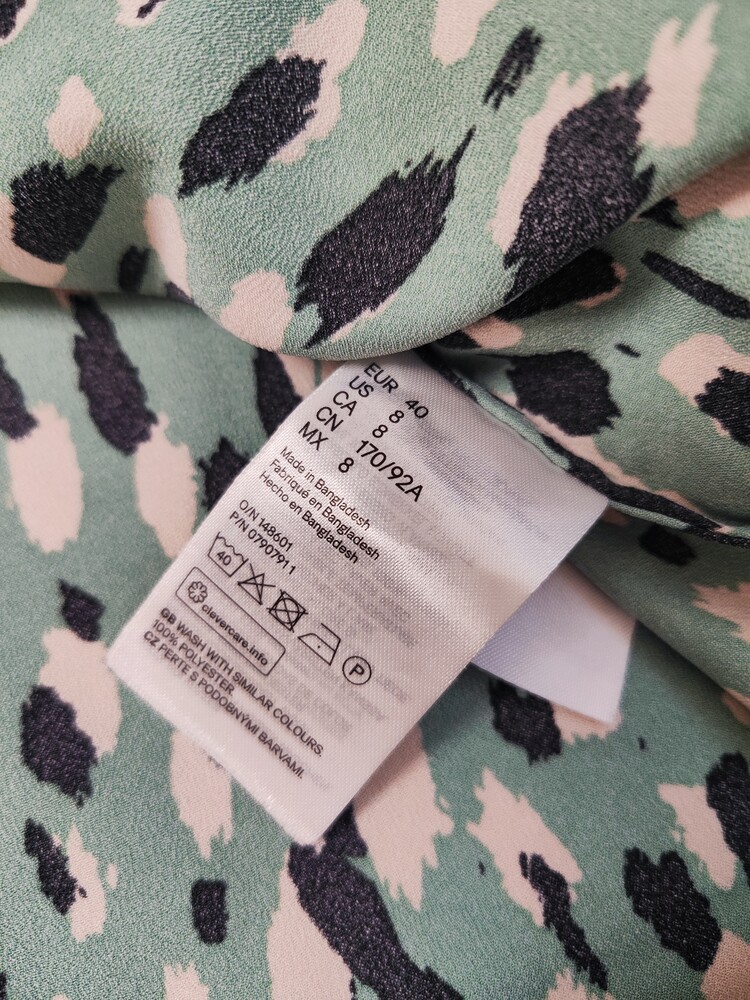 EUR 40
US 8
CA 8
CN 170/92A
MX 8
Made in Bangladesh
Fabriqué en Bangladesh
Hecho en Bangladesh
O/N 148601
P/N 07907911
40
P
clevercare.info
GB WASH WITH SIMILAR COLOURS.
100% POLYESTER
CZ PERTE S PODOBNÝMI BARVAMI.